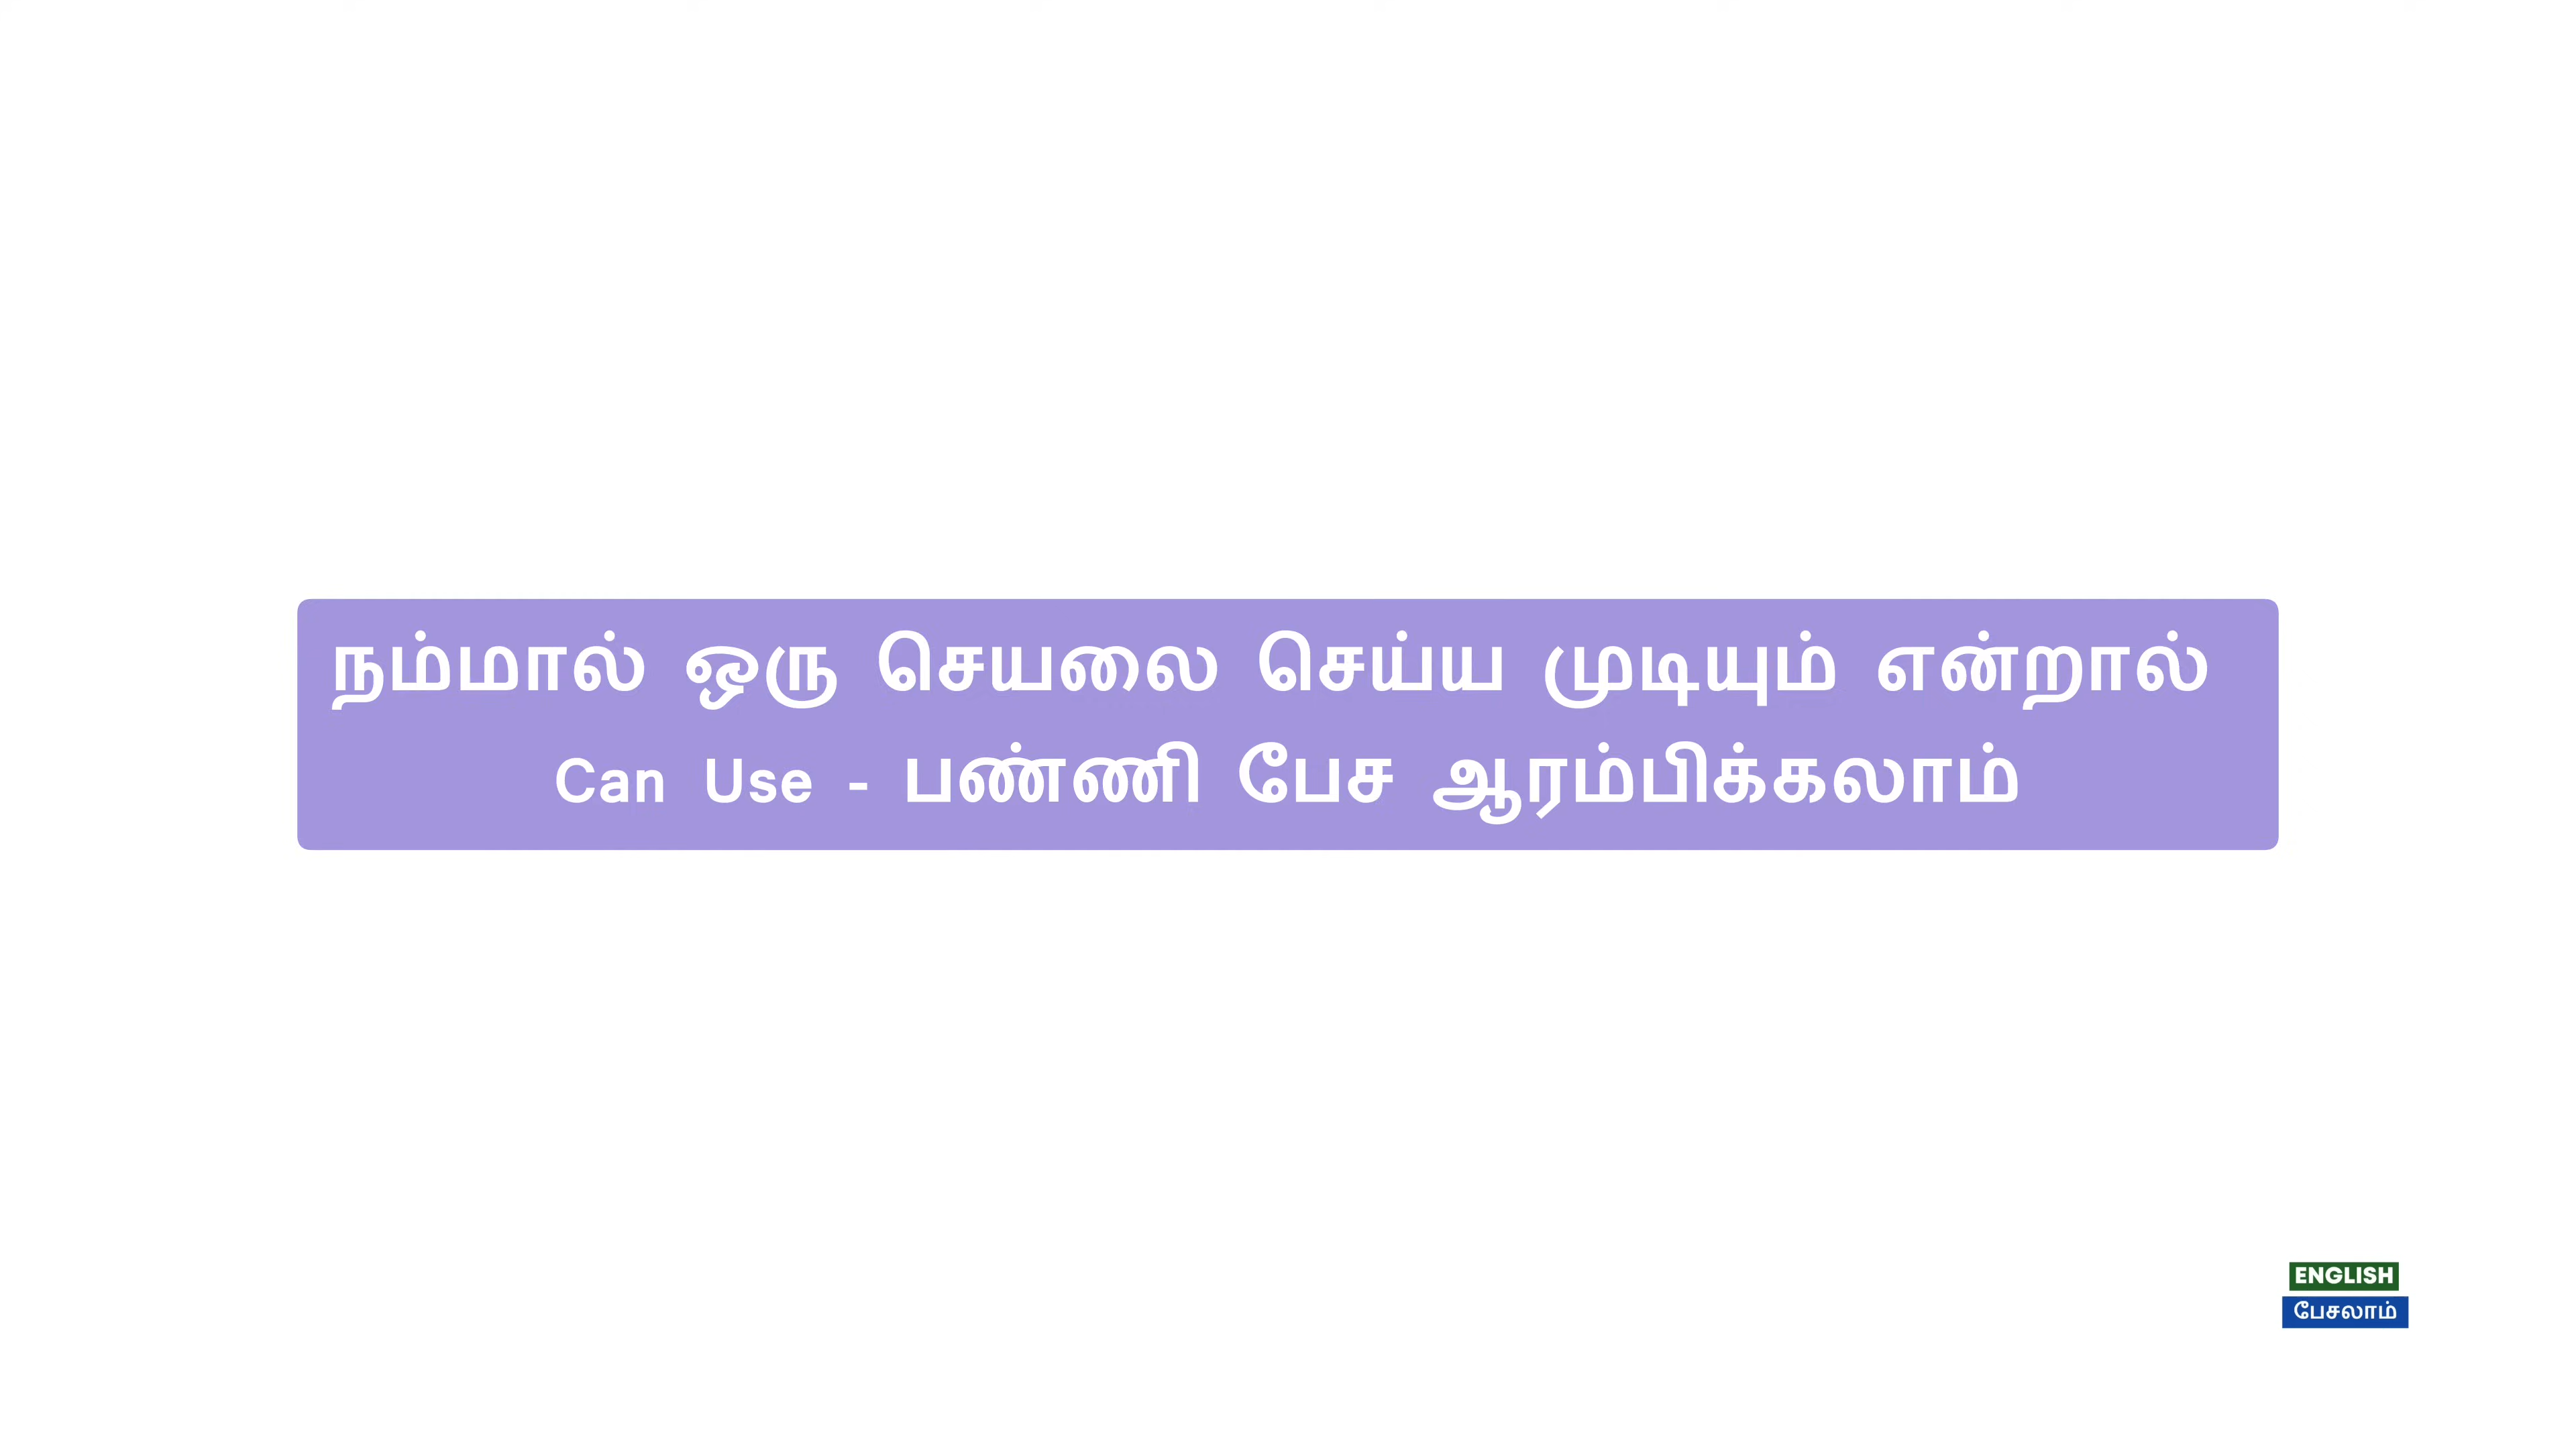 நம்மால் ஒரு செயலை செய்ய முடியும் என்றால்
Can Use - பண்ணி பேச ஆரம்பிக்கலாம்
ENGLISH
பேசலாம்